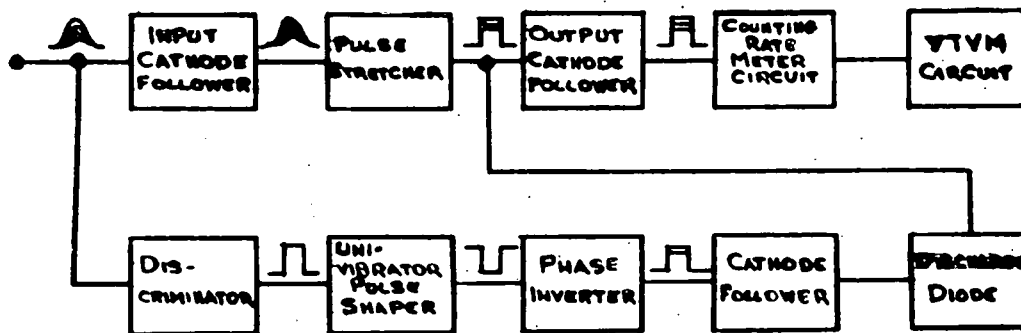 INPUT
CATHODE
FOLLOWER
PULSE
STRETCHER
OUTPUT
CATHODE
FOLLOWER
COUNTING
RATE
METER
CIRCUIT
VTVM
CIRCUIT
DIS-
CRIMINATOR
UNI-
VIBRATOR
PULSE
SHAPER
PHASE
INVERTER
CATHODE
FOLLOWER
DISCHARGE
DIODE